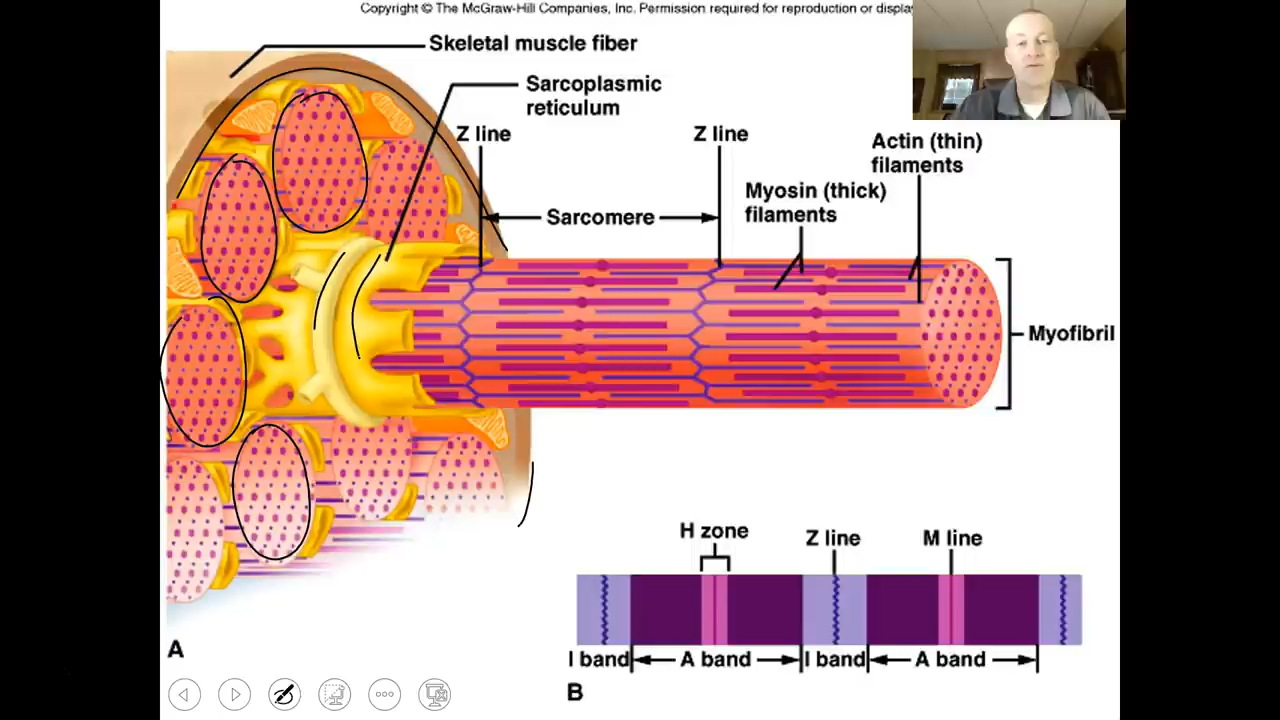 Copyright © The McGraw-Hill Companies, Inc. Permission required for reproduction or display
Skeletal muscle fiber
Sarcoplasmic
reticulum
Z line
Z line
Actin (thin)
filaments
Myosin (thick)
filaments
Sarcomere
Myofibril
H zone
Z line
M line
I band
A band
I band
A band
A
B